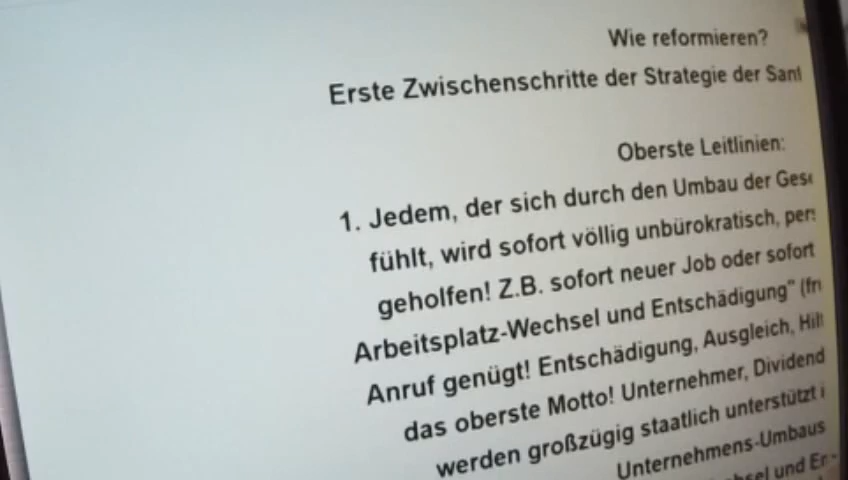 Wie reformieren?
Erste Zwischenschritte der Strategie der
Oberste Leitlinien:
1. Jedem, der sich durch den Umbau der
fühlt, wird sofort völlig unbürokratisch,
geholfen! Z.B. sofort neuer Job oder sofort
Arbeitsplatz-Wechsel und Entschädigung"
Anruf genügt! Entschädigung, Ausgleich,
das oberste Motto! Unternehmer,
werden großzügig staatlich unterstützt
Unternehmens-Umbaus
und